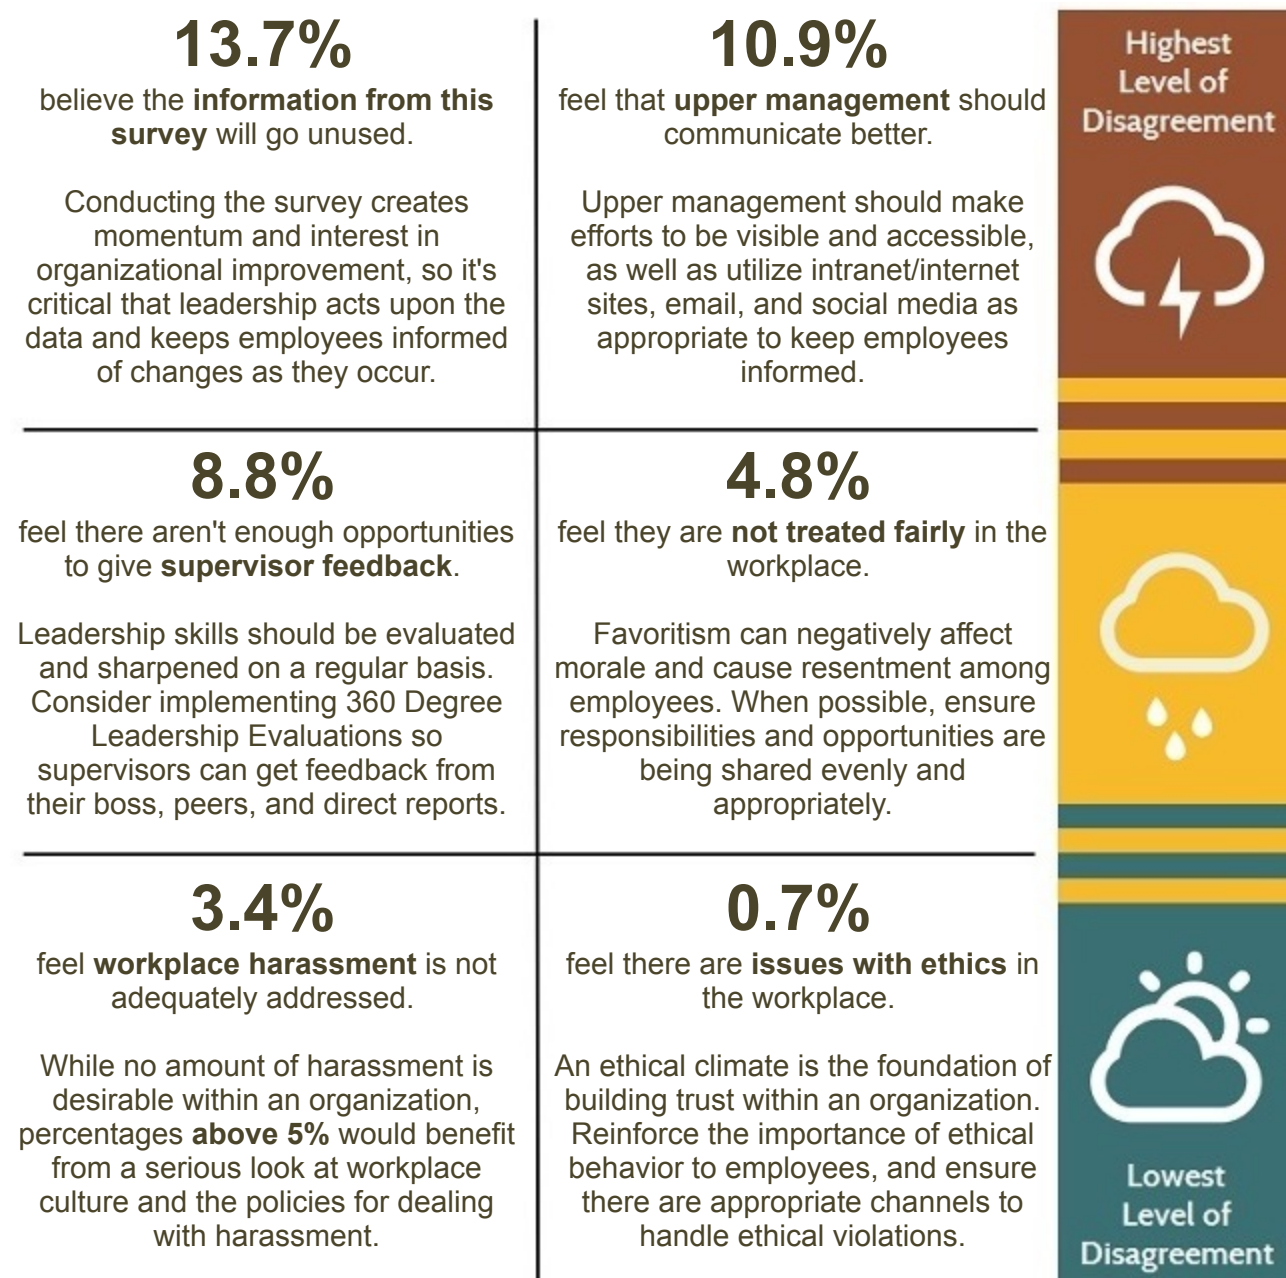 13.7%
believe the information from this
survey will go unused.
Conducting the survey creates
momentum and interest in
organizational improvement, so it's
critical that leadership acts upon the
data and keeps employees informed
of changes as they occur.
10.9%
feel that upper management should
communicate better.
Upper management should make
efforts to be visible and accessible,
as well as utilize intranet/internet
sites, email, and social media as
appropriate to keep employees
informed.
Highest
Level of
Disagreement
8.8%
feel there aren't enough opportunities
to give supervisor feedback.
Leadership skills should be evaluated
and sharpened on a regular basis.
Consider implementing 360 Degree
Leadership Evaluations so
supervisors can get feedback from
their boss, peers, and direct reports.
4.8%
feel they are not treated fairly in the
workplace.
Favoritism can negatively affect
morale and cause resentment among
employees. When possible, ensure
responsibilities and opportunities are
being shared evenly and
appropriately.
3.4%
feel workplace harassment is not
adequately addressed.
While no amount of harassment is
desirable within an organization,
percentages above 5% would benefit
from a serious look at workplace
culture and the policies for dealing
with harassment.
0.7%
feel there are issues with ethics in
the workplace.
An ethical climate is the foundation of
building trust within an organization.
Reinforce the importance of ethical
behavior to employees, and ensure
there are appropriate channels to
handle ethical violations.
Lowest
Level of
Disagreement